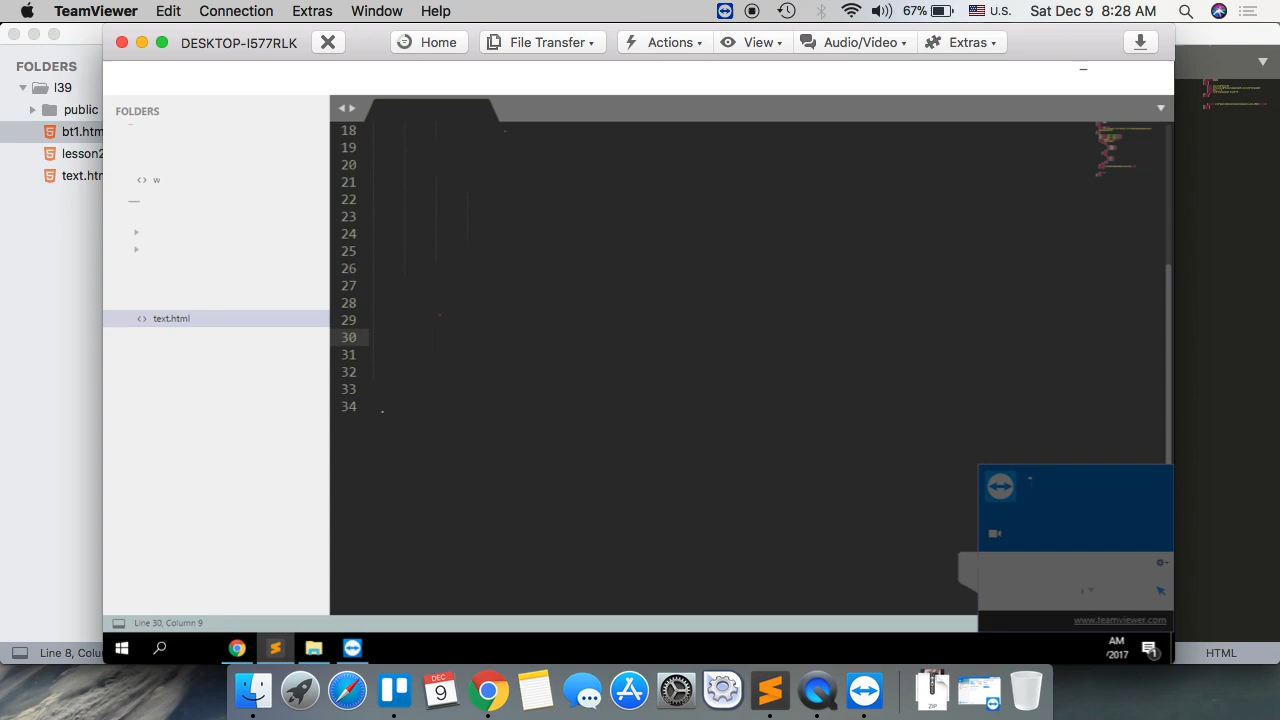 TeamViewer Edit Connection Extras Window Help 67% U.S. Sat Dec 9 8:28 AM
DESKTOP-I577RLK Home File Transfer Actions View Audio/Video Extras
FOLDERS
l39
public
bt1.htm
lesson2
text.htm
FOLDERS
w
text.html
18
19
20
21
22
23
24
25
26
27
28
29
30
31
32
33
34
www.teamviewer.com
Line 30, Column 9
AM
2017
1
Line 8, Colum
HTML
DEC
9
ZIP